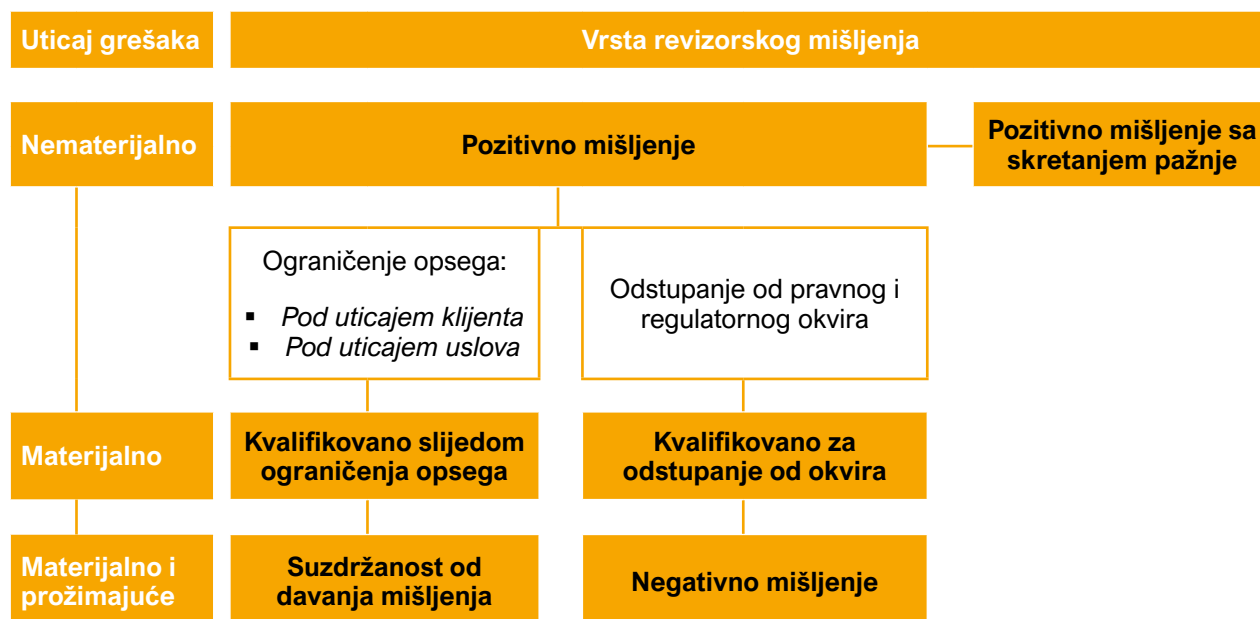 Uticaj grešaka
Vrsta revizorskog mišljenja
Nematerijalno
Pozitivno mišljenje
Pozitivno mišljenje sa
skretanjem pažnje
Ograničenje opsega:
▪ Pod uticajem klijenta
▪ Pod uticajem uslova
Odstupanje od pravnog i
regulatornog okvira
Materijalno
Kvalifikovano slijedom
ograničenja opsega
Kvalifikovano za
odstupanje od okvira
Materijalno i
prožimajuće
Suzdržanost od
davanja mišljenja
Negativno mišljenje